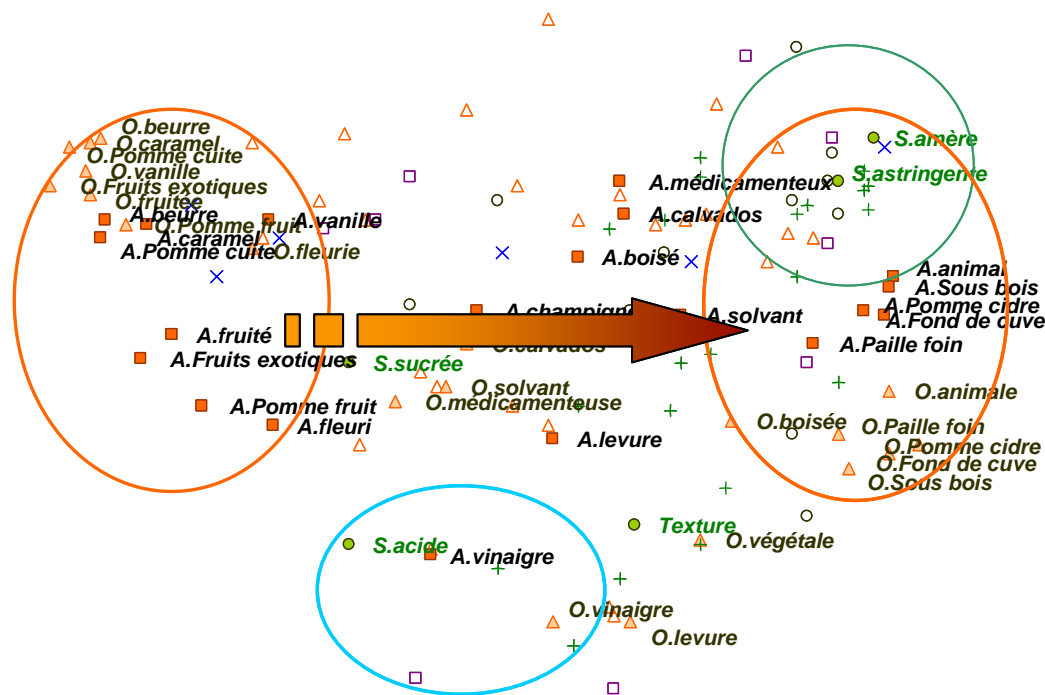 O.beurre
O.caramel
O.Pomme cuite
O.vanille
O.Fruits exotiques
O.fruitée
A.beurre
O.Pomme fruit
A.vanille
A.caramel
A.Pomme cuite
O.fleurie
A.fruité
A.Fruits exotiques
S.sucrée
A.Pomme fruit
A.fleuri
S.amère
S.astringente
A.médicamenteux
A.calvados
A.boisé
A.solvant
O.calvados
O.solvant
O.médicamenteuse
A.levure
A.animal
A.Sous bois
A.Pomme cidre
A.Fond de cuve
A.Paille foin
O.animale
O.boisée
O.Paille foin
O.Pomme cidre
O.Fond de cuve
O.Sous bois
S.acide
A.vinaigre
Texture
O.végétale
O.vinaigre
O.levure